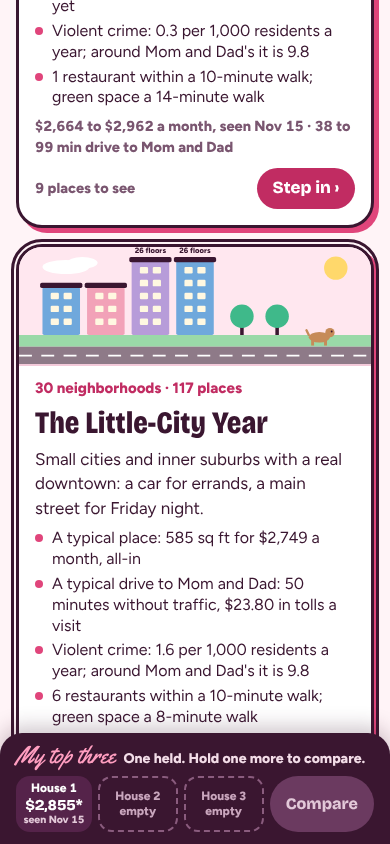 yet
Violent crime: 0.3 per 1,000 residents a
year; around Mom and Dad's it is 9.8
1 restaurant within a 10-minute walk;
green space a 14-minute walk
$2,664 to $2,962 a month, seen Nov 15 · 38 to
99 min drive to Mom and Dad
9 places to see
Step in ›
26 floors 26 floors
30 neighborhoods · 117 places
The Little-City Year
Small cities and inner suburbs with a real
downtown: a car for errands, a main
street for Friday night.
A typical place: 585 sq ft for $2,749 a
month, all-in
A typical drive to Mom and Dad: 50
minutes without traffic, $23.80 in tolls a
visit
Violent crime: 1.6 per 1,000 residents a
year; around Mom and Dad's it is 9.8
6 restaurants within a 10-minute walk;
green space a 8-minute walk
My top three One held. Hold one more to compare.
House 1
$2,855*
seen Nov 15
House 2
empty
House 3
empty
Compare